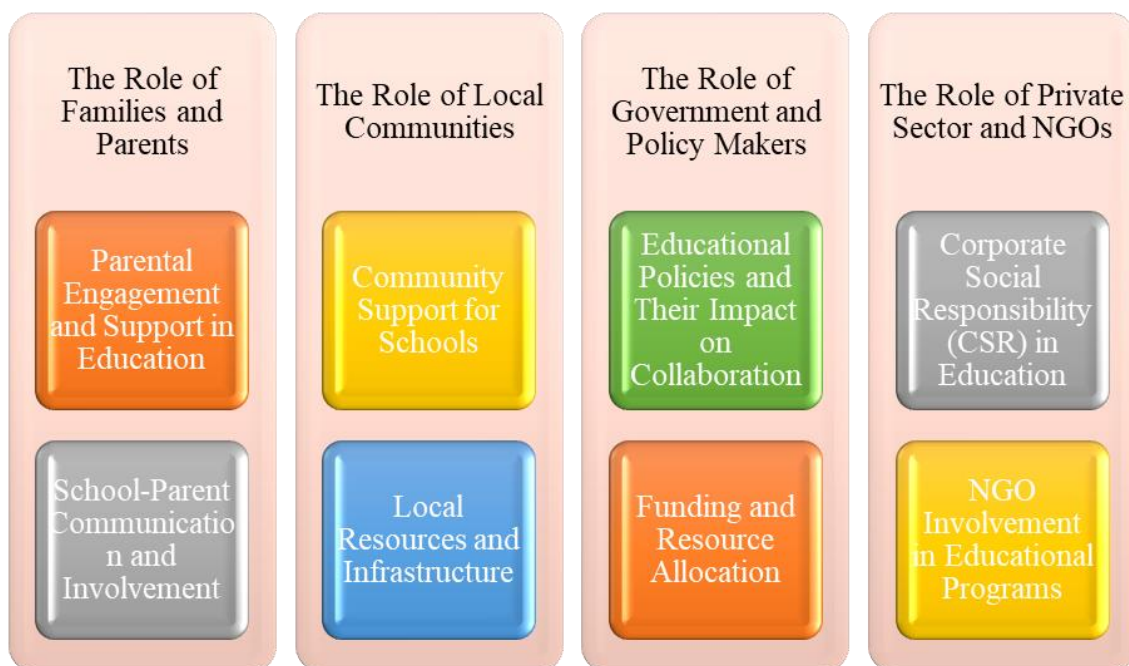 The Role of
Families and
Parents
Parental
Engagement
and Support in
Education
School-Parent
Communicatio
n and
Involvement
The Role of Local
Communities
Community
Support for
Schools
Local
Resources and
Infrastructure
The Role of
Government and
Policy Makers
Educational
Policies and
Their Impact
on
Collaboration
Funding and
Resource
Allocation
The Role of Private
Sector and NGOs
Corporate
Social
Responsibility
(CSR) in
Education
NGO
Involvement
in Educational
Programs